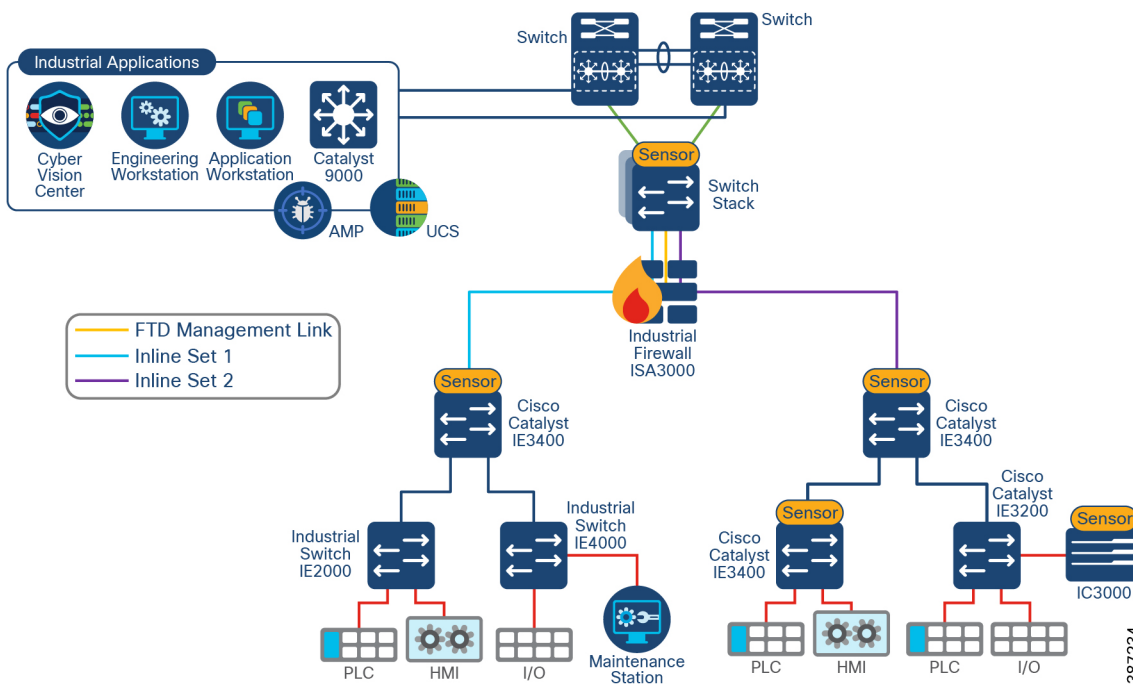 Switch
Switch
Industrial Applications
Cyber
Vision
Center
Engineering
Workstation
Application
Workstation
Catalyst
9000
AMP
UCS
Sensor
Switch
Stack
FTD Management Link
Inline Set 1
Inline Set 2
Industrial
Firewall
ISA3000
Sensor
Cisco
Catalyst
IE3400
Sensor
Cisco
Catalyst
IE3400
Industrial
Switch
IE2000
Industrial
Switch
IE4000
Sensor
Cisco
Catalyst
IE3400
Cisco
Catalyst
IE3200
Sensor
IC3000
PLC
HMI
I/O
Maintenance
Station
PLC
HMI
PLC
I/O